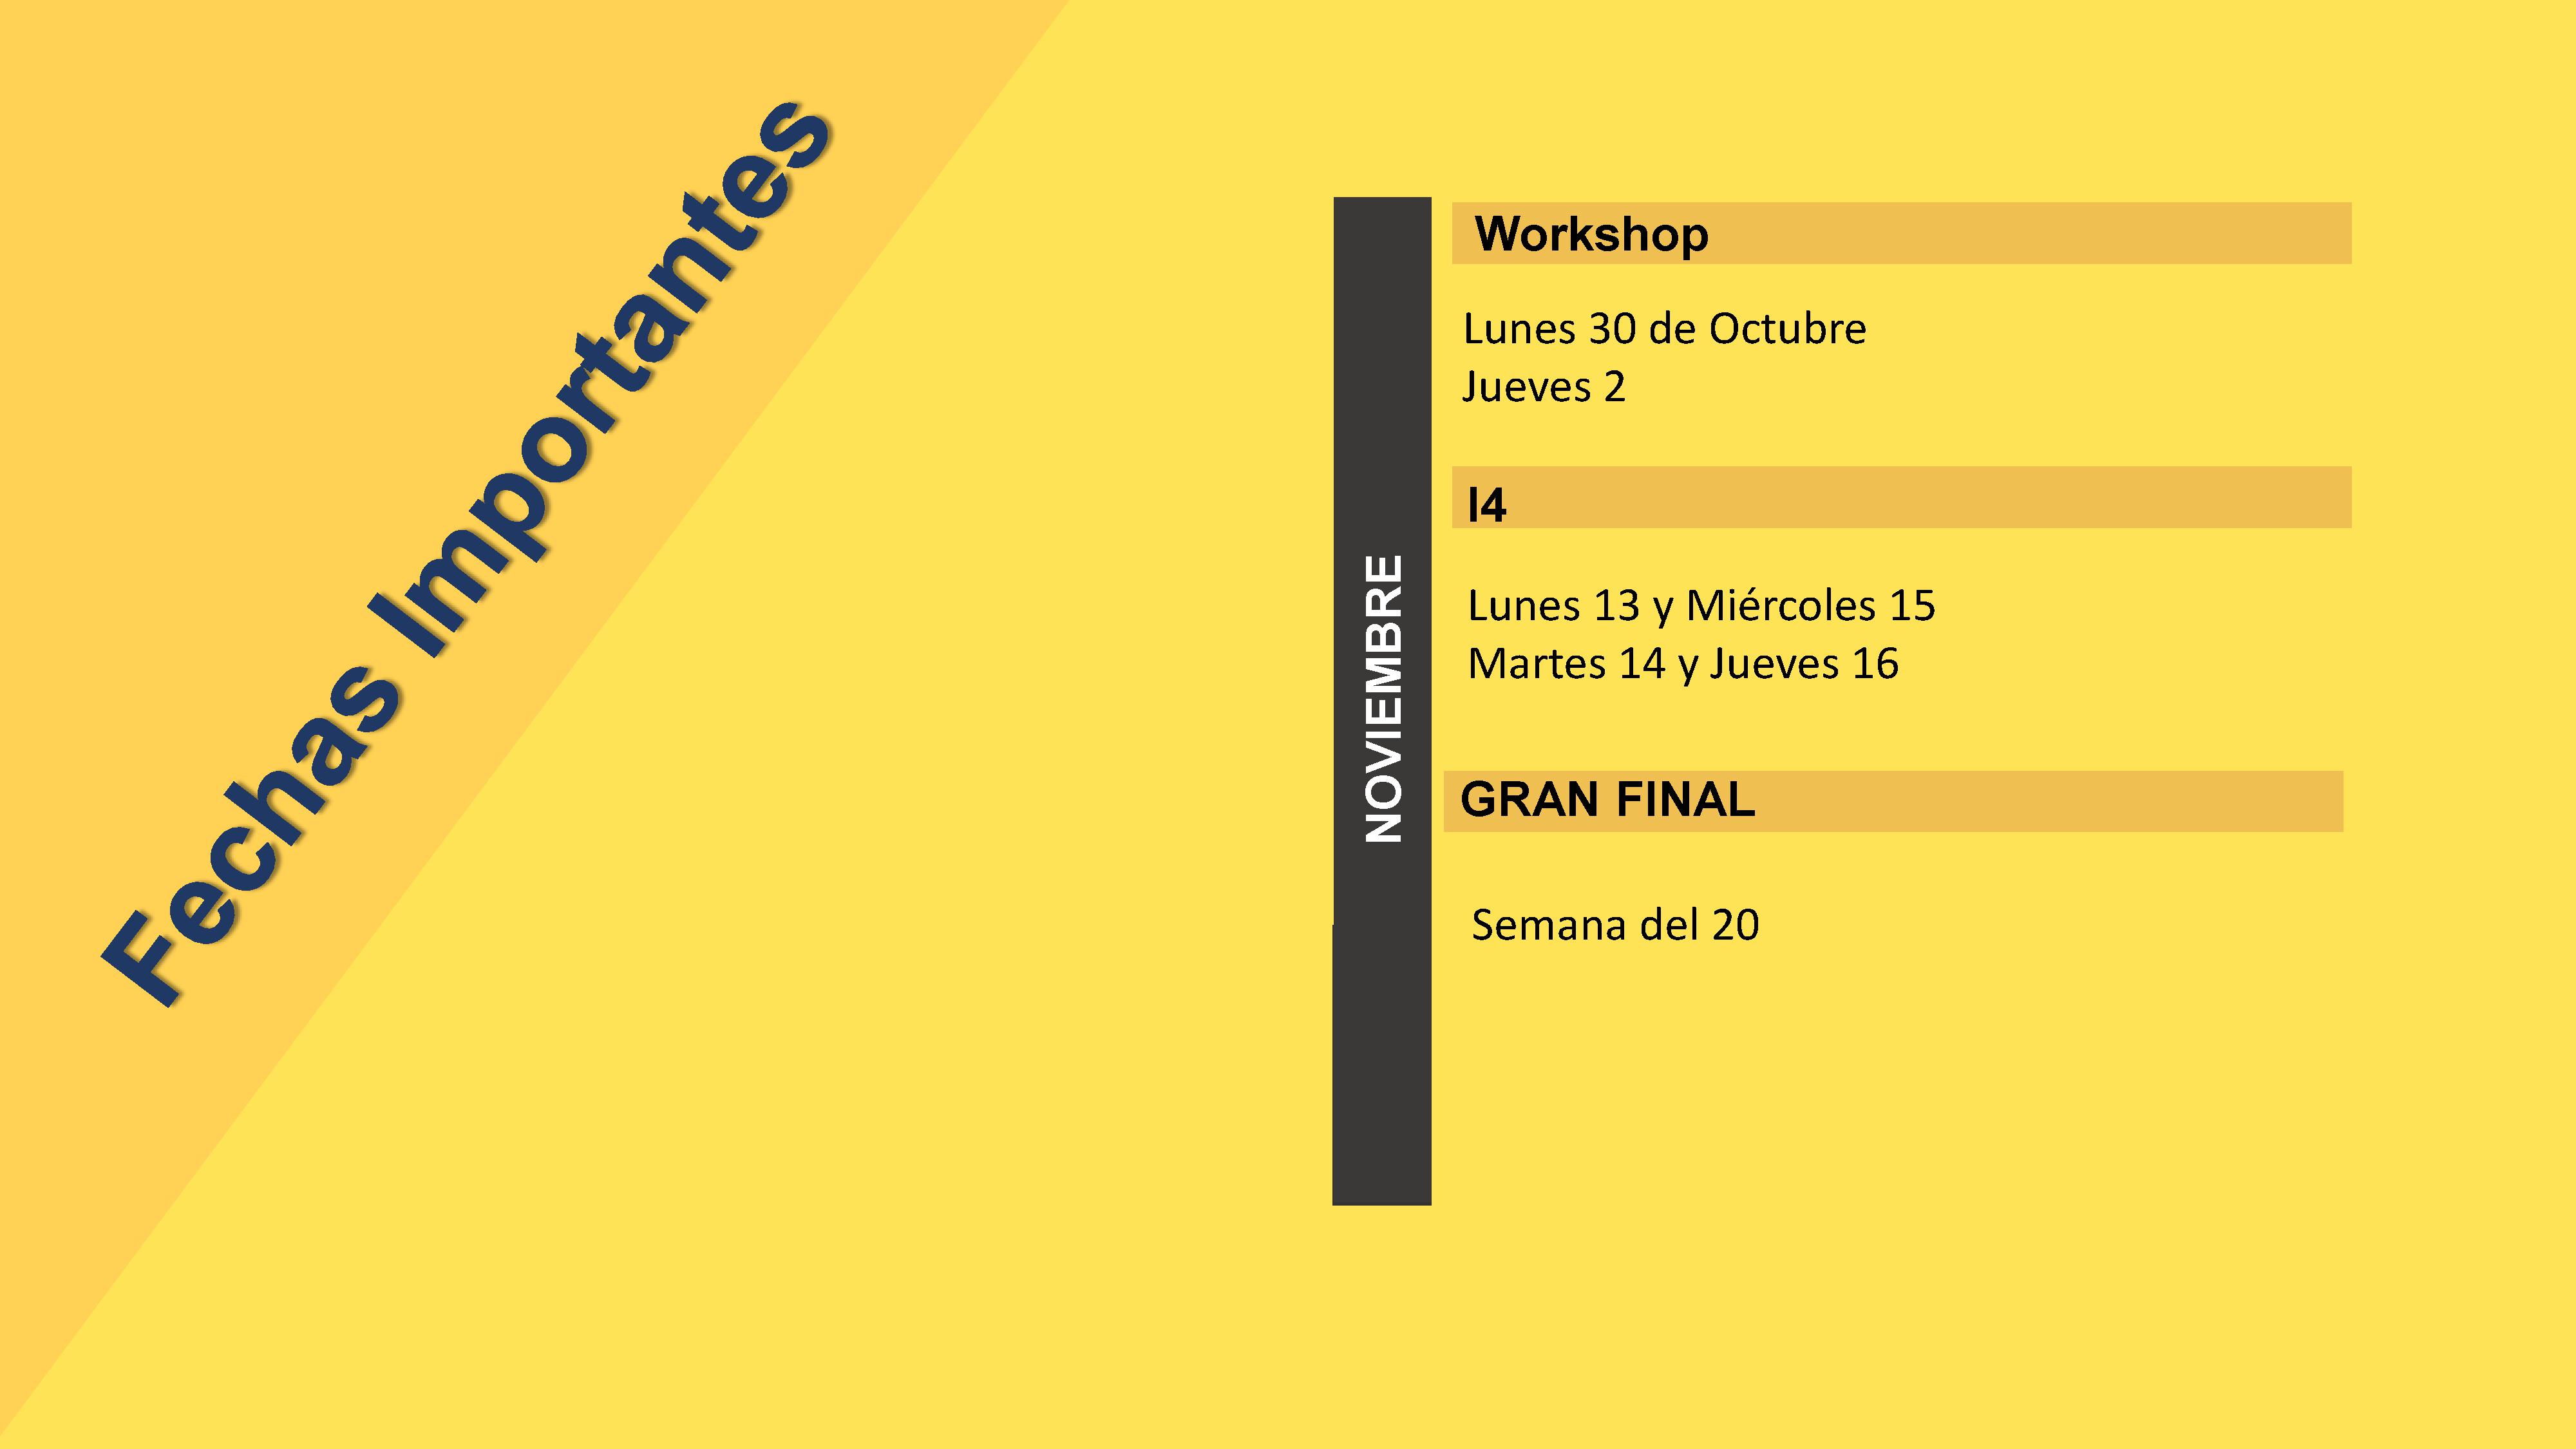 Fechas Importantes
NOVIEMBRE
Workshop
Lunes 30 de Octubre
Jueves 2
I4
Lunes 13 y Miércoles 15
Martes 14 y Jueves 16
GRAN FINAL
Semana del 20